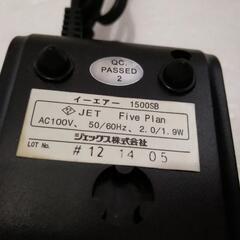 QC.
PASSED
2
イーエアー 1500SB
JET Five Plan
AC100V、 50/60Hz、 2.0/1.9W
ジェックス株式会社
LOT No. # 12 14 05